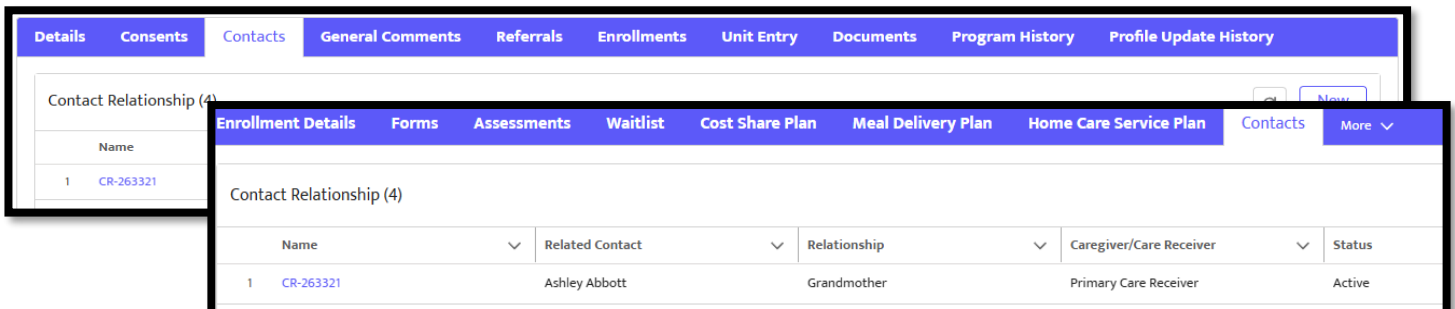 Details Consents Contacts General Comments Referrals Enrollments Unit Entry Documents Program History Profile Update History
Contact Relationship (4)
New
Name
1 CR-263321
Enrollment Details Forms Assessments Waitlist Cost Share Plan Meal Delivery Plan Home Care Service Plan Contacts More
Contact Relationship (4)
Name Related Contact Relationship Caregiver/Care Receiver Status
1 CR-263321 Ashley Abbott Grandmother Primary Care Receiver Active